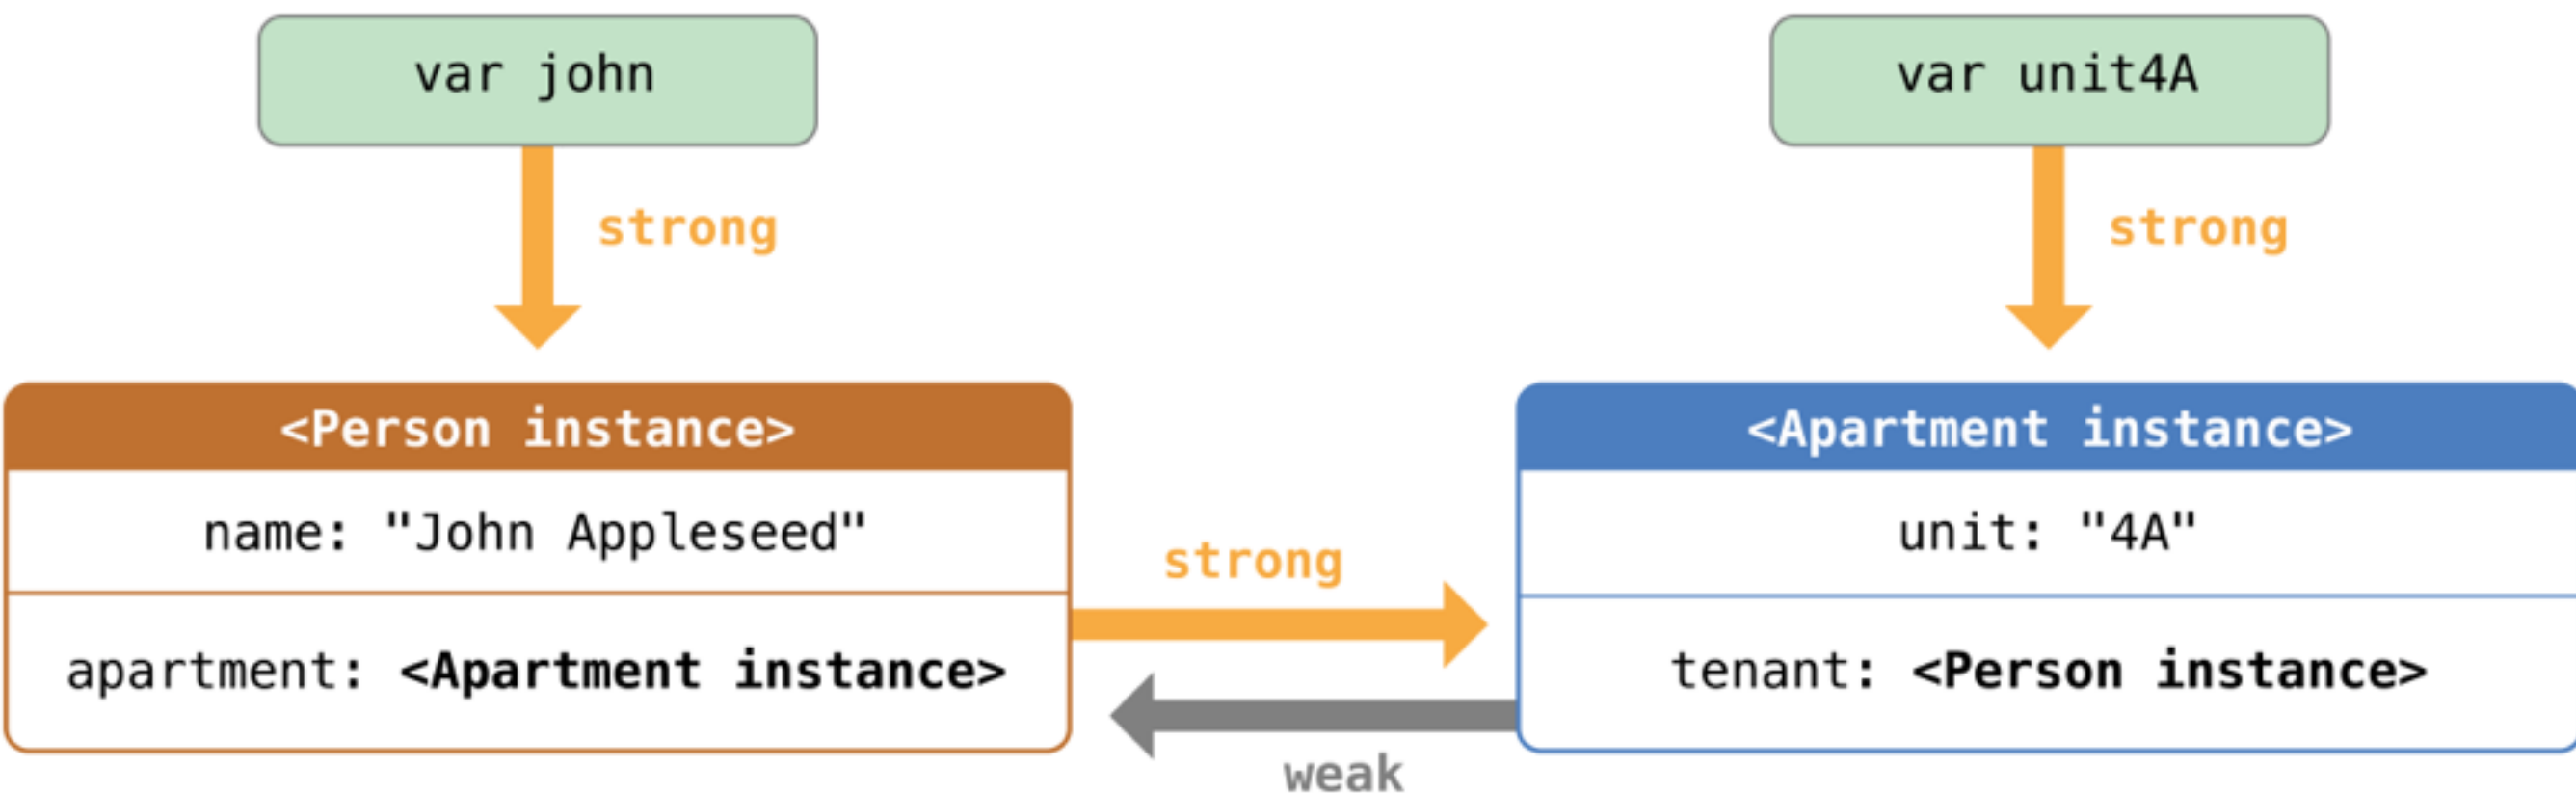 var john
var unit4A
strong
strong
<Person instance>
<Apartment instance>
name: "John Appleseed"
unit: "4A"
strong
apartment: <Apartment instance>
tenant: <Person instance>
weak